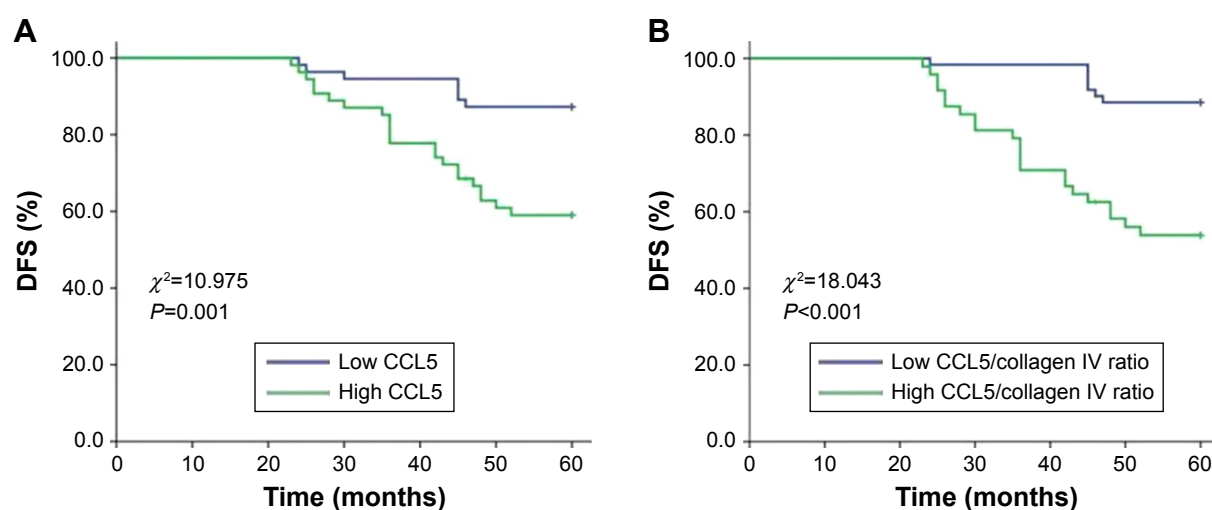 A
100.0
80.0
60.0
40.0
20.0
0.0
DFS (%)
χ²=10.975
P=0.001
Low CCL5
High CCL5
0 10 20 30 40 50 60
Time (months)
B
100.0
80.0
60.0
40.0
20.0
0.0
DFS (%)
χ²=18.043
P<0.001
Low CCL5/collagen IV ratio
High CCL5/collagen IV ratio
0 10 20 30 40 50 60
Time (months)